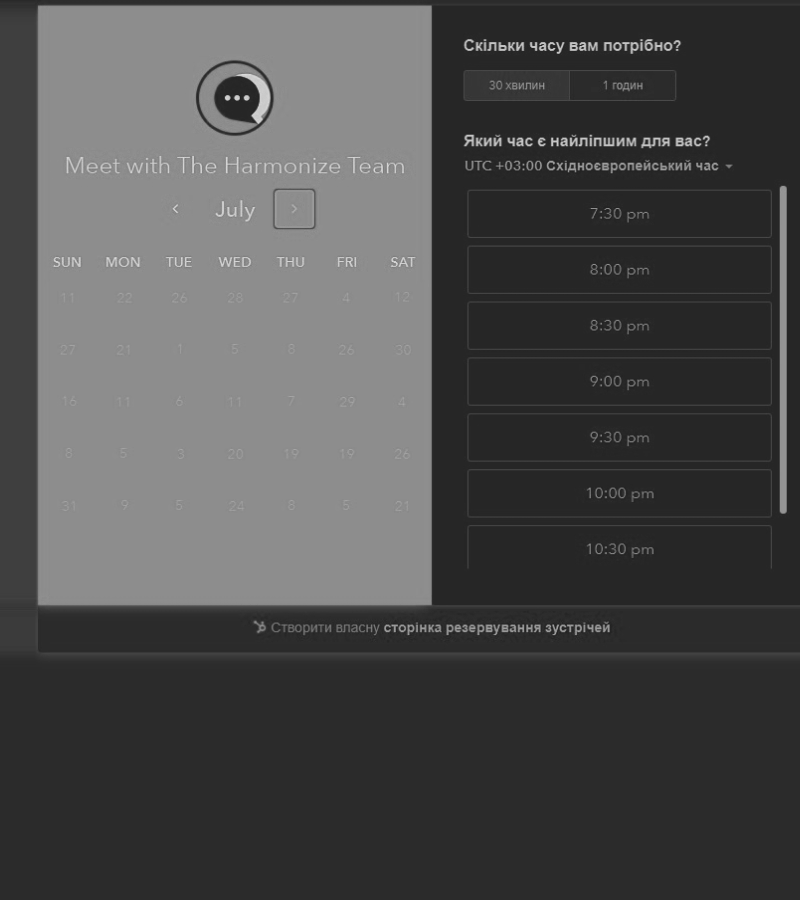 Meet with The Harmonize Team
July
SUN MON TUE WED THU FRI SAT
11 22 26 28 27 4 12
27 21 1 5 8 26 30
16 11 6 11 7 29 4
8 5 3 20 19 19 26
31 9 5 24 8 5 21
Скільки часу вам потрібно?
30 хвилин 1 годин
Який час є найліпшим для вас?
UTC +03:00 Східноєвропейський час
7:30 pm
8:00 pm
8:30 pm
9:00 pm
9:30 pm
10:00 pm
10:30 pm
Створити власну сторінка резервування зустрічей